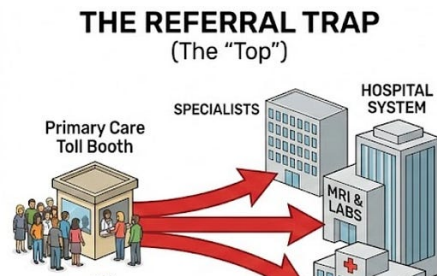 THE REFERRAL TRAP
(The “Top”)
SPECIALISTS
HOSPITAL
SYSTEM
Primary Care
Toll Booth
MRI &
LABS